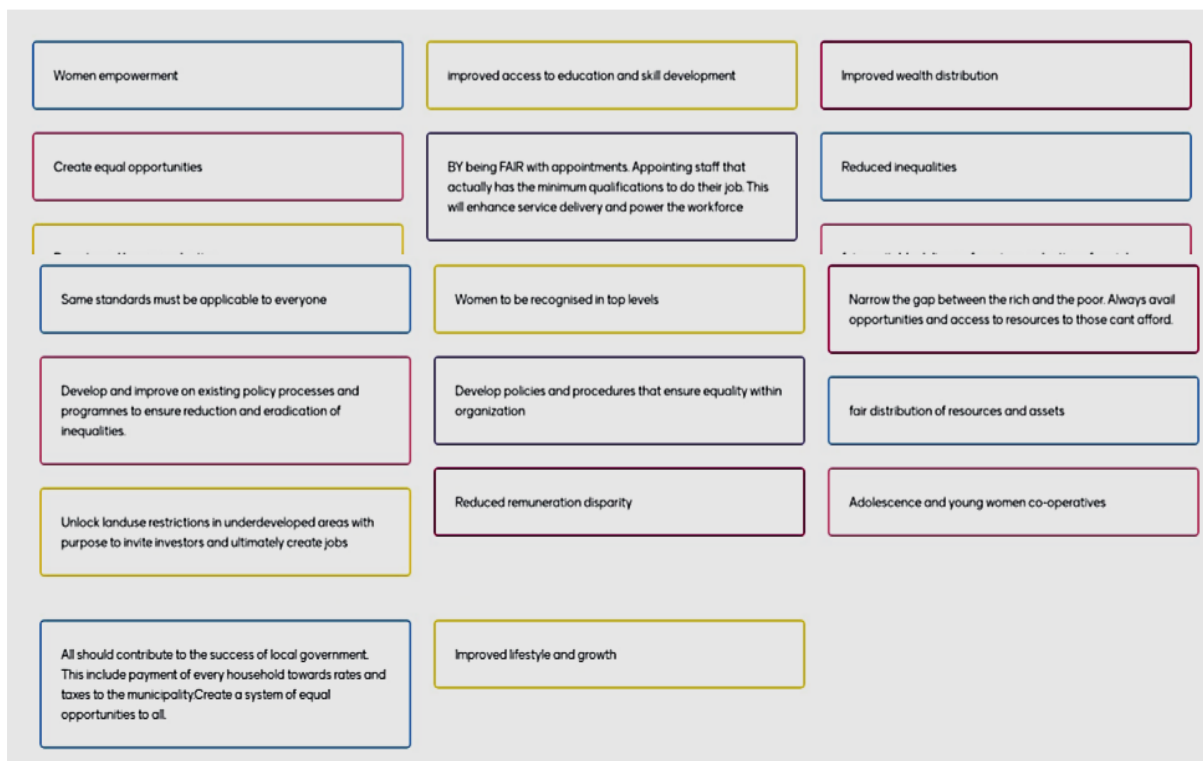 Women empowerment
improved access to education and skill development
Improved wealth distribution
Create equal opportunities
BY being FAIR with appointments. Appointing staff that
actually has the minimum qualifications to do their job. This
will enhance service delivery and power the workforce
Reduced inequalities
Same standards must be applicable to everyone
Women to be recognised in top levels
Narrow the gap between the rich and the poor. Always avail
opportunities and access to resources to those cant afford.
Develop and improve on existing policy processes and
programnes to ensure reduction and eradication of
inequalities.
Develop policies and procedures that ensure equality within
organization
fair distribution of resources and assets
Unlock landuse restrictions in underdeveloped areas with
purpose to invite investors and ultimately create jobs
Reduced remuneration disparity
Adolescence and young women co-operatives
All should contribute to the success of local government.
This include payment of every household towards rates and
taxes to the municipality.Create a system of equal
opportunities to all.
Improved lifestyle and growth